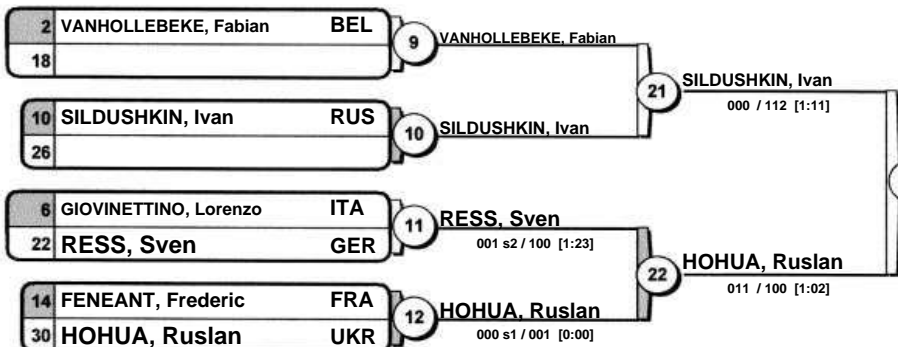 2 VANHOLLEBEKE, Fabian BEL
18
9
VANHOLLEBEKE, Fabian
10 SILDUSHKIN, Ivan RUS
26
10
SILDUSHKIN, Ivan
21
SILDUSHKIN, Ivan
000 / 112 [1:11]
6 GIOVINETTINO, Lorenzo ITA
22 RESS, Sven GER
11
RESS, Sven
001 s2 / 100 [1:23]
14 FENEANT, Frederic FRA
30 HOHUA, Ruslan UKR
12
HOHUA, Ruslan
000 s1 / 001 [0:00]
22
HOHUA, Ruslan
011 / 100 [1:02]